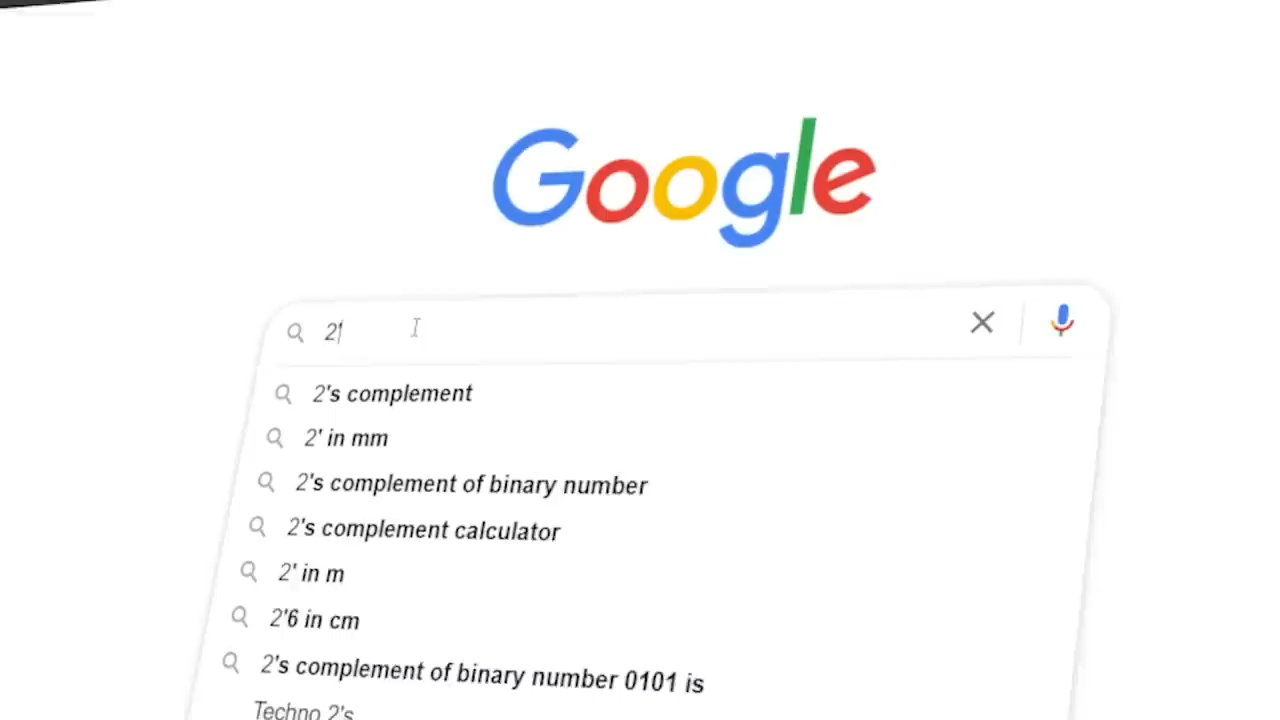 Google
2'
2's complement
2' in mm
2's complement of binary number
2's complement calculator
2' in m
2'6 in cm
2's complement of binary number 0101 is
Techno 2's